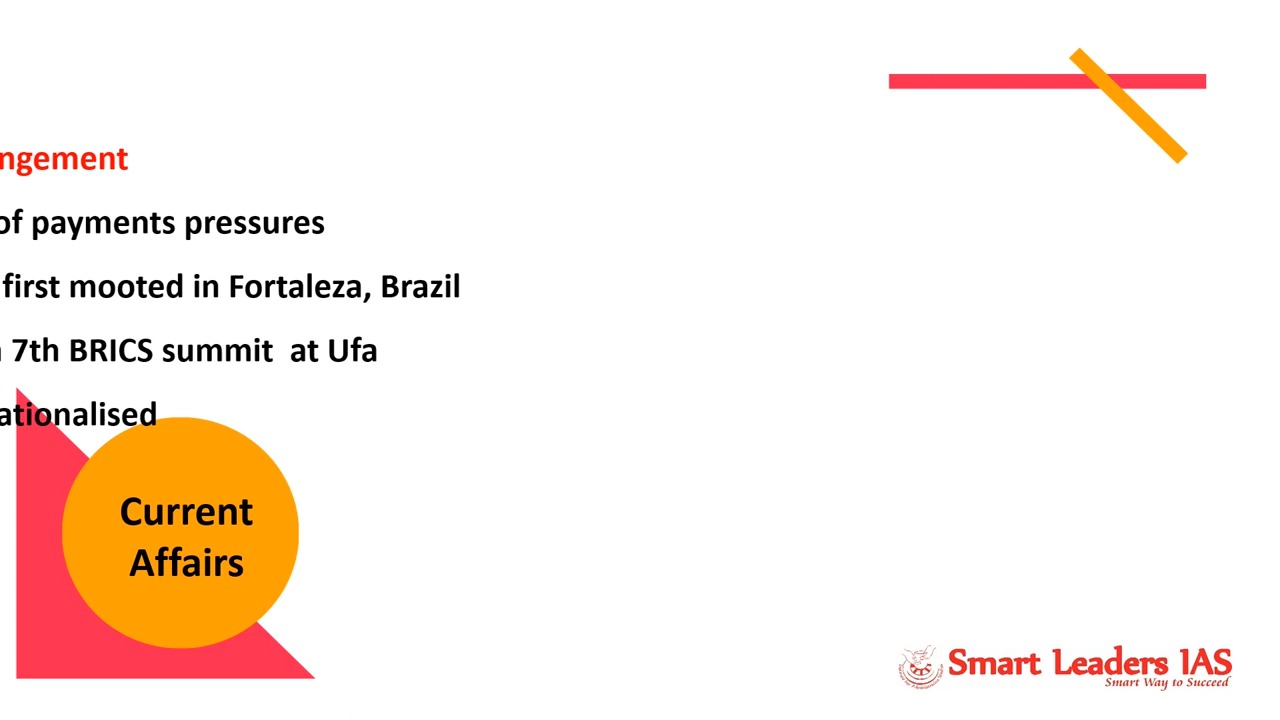 ngement
of payments pressures
first mooted in Fortaleza, Brazil
7th BRICS summit at Ufa
ationalised
Current
Affairs
Smart Leaders IAS
Smart Way to Succeed